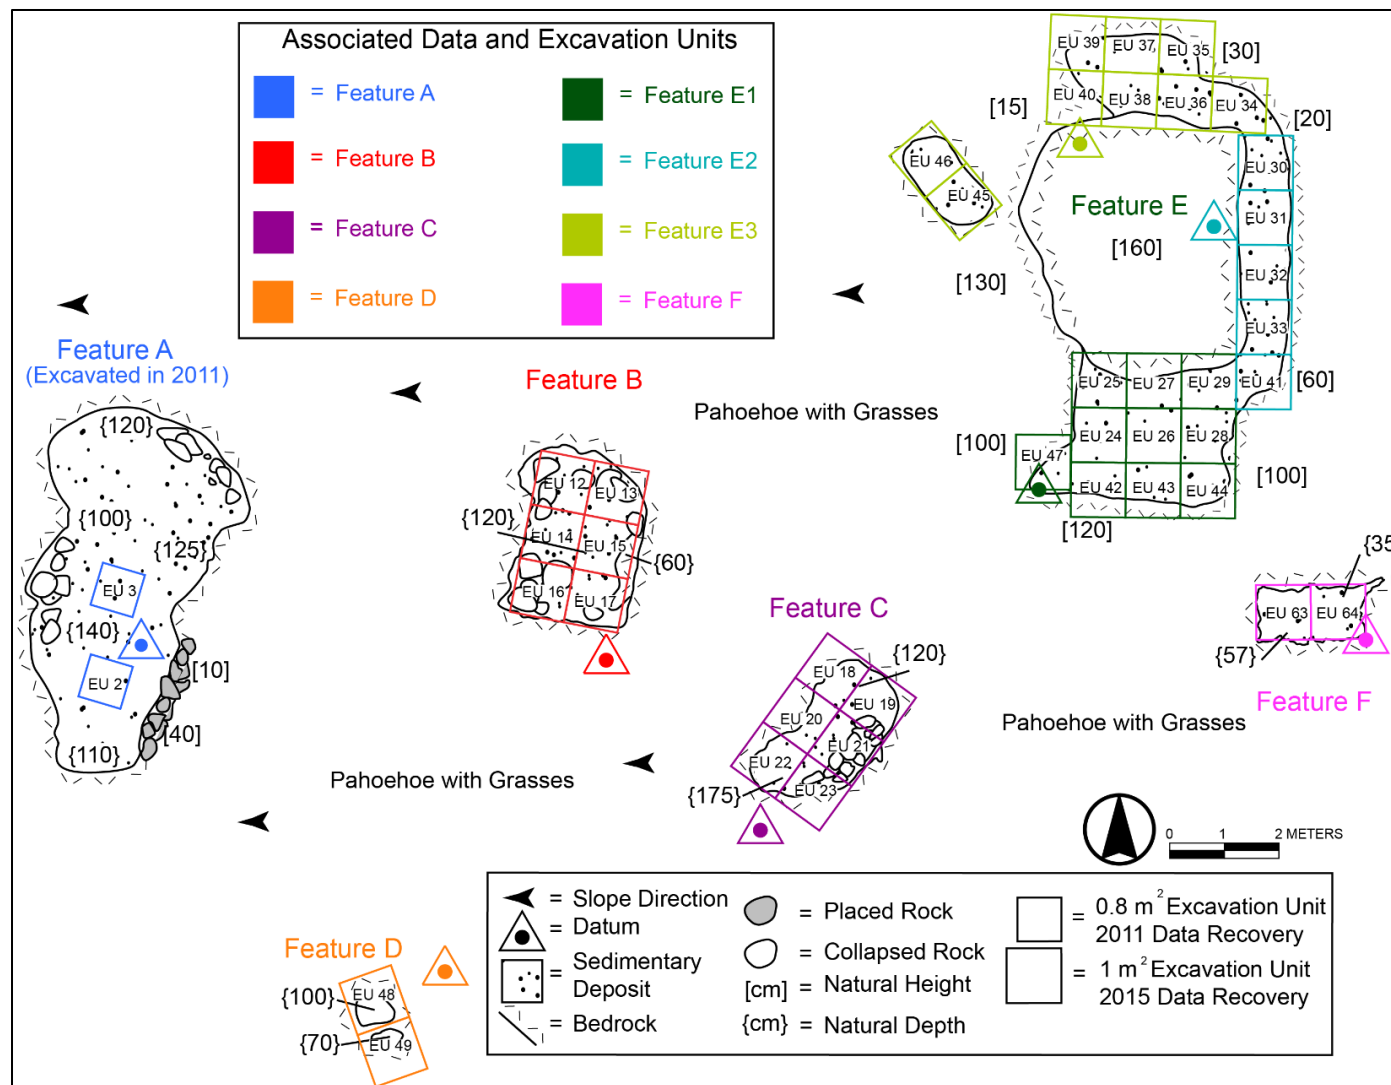 Associated Data and Excavation Units
= Feature A
= Feature B
= Feature C
= Feature D
= Feature E1
= Feature E2
= Feature E3
= Feature F
EU 39
EU 37
EU 35
[30]
EU 40
EU 38
EU 36
EU 34
[15]
[20]
EU 46
EU 45
EU 30
EU 31
EU 32
EU 33
Feature E
[160]
[130]
EU 25
EU 27
EU 29
EU 41
[60]
EU 24
EU 26
EU 28
[100]
EU 47
EU 42
EU 43
EU 44
[100]
[120]
Feature A
(Excavated in 2011)
{120}
{100}
{125}
EU 3
{140}
EU 2
[10]
[40]
{110}
Feature B
EU 12
EU 13
{120}
EU 14
EU 15
{60}
EU 16
EU 17
Pahoehoe with Grasses
Feature C
{120}
EU 18
EU 19
EU 20
EU 21
EU 22
EU 23
{175}
{35
EU 63
EU 64
{57}
Feature F
Pahoehoe with Grasses
Pahoehoe with Grasses
0 1 2 METERS
Feature D
{100}
EU 48
{70}
EU 49
= Slope Direction
= Datum
= Sedimentary
Deposit
= Bedrock
= Placed Rock
= Collapsed Rock
[cm] = Natural Height
{cm} = Natural Depth
= 0.8 m² Excavation Unit
2011 Data Recovery
= 1 m² Excavation Unit
2015 Data Recovery